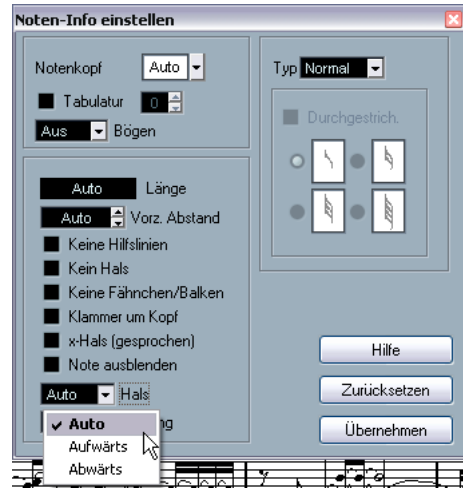 Noten-Info einstellen
Notenkopf Auto
Tabulatur 0
Aus Bögen
Typ Normal
Durchgestrich.
Auto Länge
Auto Vorz. Abstand
Keine Hilfslinien
Kein Hals
Keine Fähnchen/Balken
Klammer um Kopf
x-Hals (gesprochen)
Note ausblenden
Auto Hals
Auto
Aufwärts
Abwärts
Hilfe
Zurücksetzen
Übernehmen